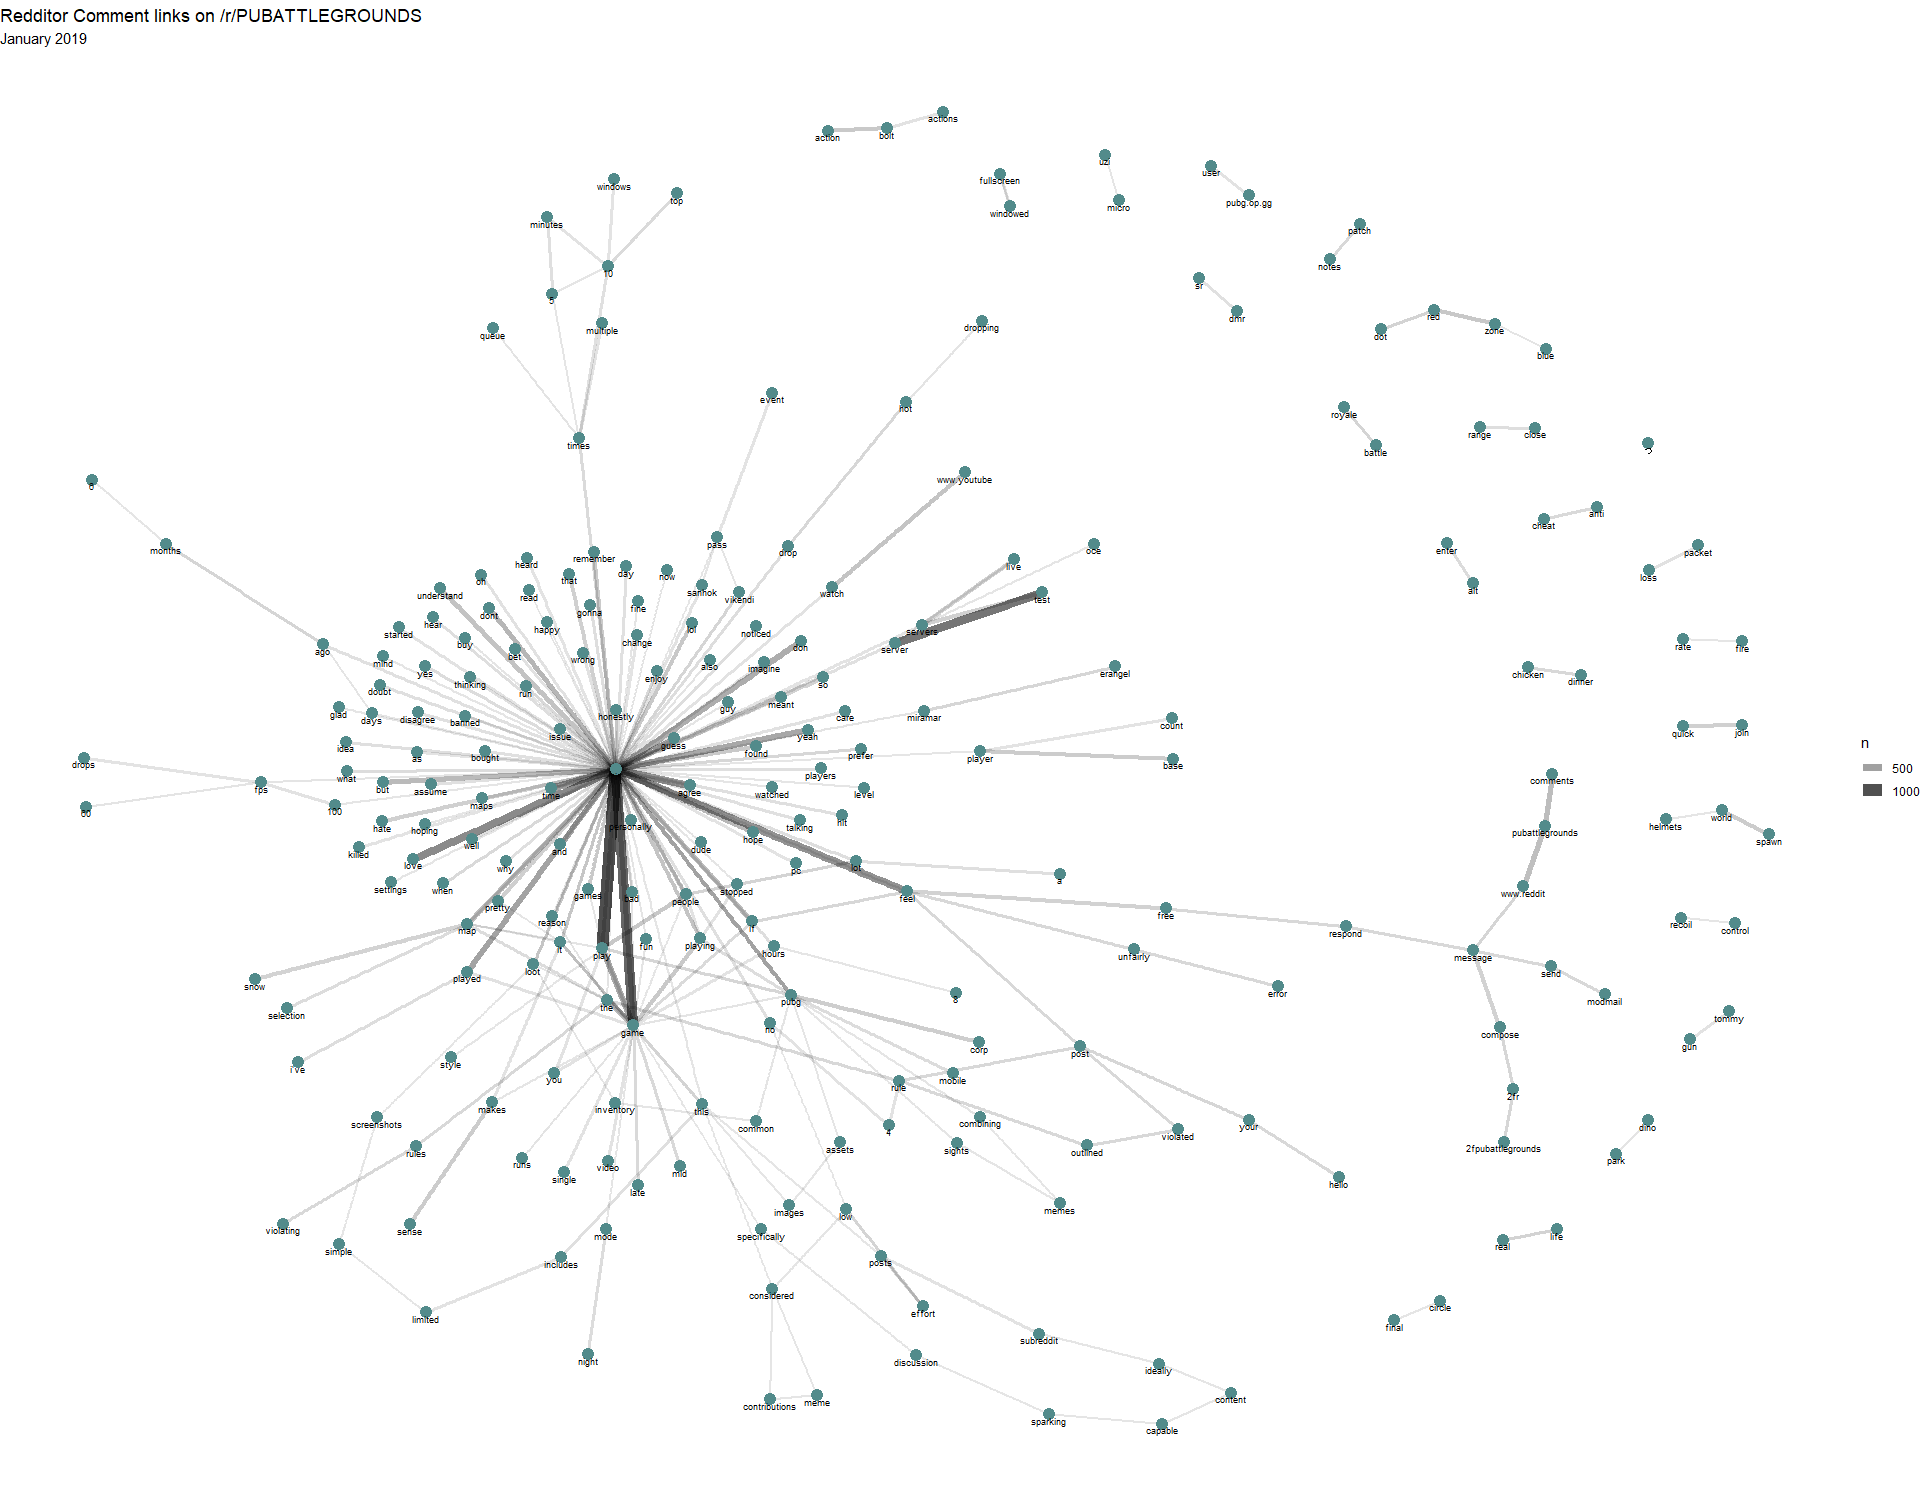 Redditor Comment links on /r/PUBATTLEGROUNDS
January 2019
actions
action
bolt
uzi
user
fullscreen
windows
top
pubg.op.gg
micro
windowed
minutes
patch
notes
10
sr
5
dmr
red
dropping
multiple
zone
queue
dot
blue
event
hot
royale
range
close
times
battle
www.youtube
6
anti
cheat
months
pass
drop
oce
enter
packet
remember
heard
live
day
loss
now
that
oh
alt
understand
read
sanhok
watch
test
vikendi
fine
gonna
dont
hear
happy
lol
servers
noticed
started
change
buy
don
server
ago
rate
fire
bet
wrong
mind
also
imagine
yes
erangel
chicken
enjoy
dinner
so
thinking
doubt
run
meant
guy
glad
honestly
days
disagree
banned
care
miramar
count
quick
join
issue
yeah
guess
idea
as
bought
found
prefer
player
base
drops
what
players
comments
n
500
fps
but
assume
time
agree
watched
level
1000
60
100
maps
hit
hate
hoping
personally
talking
helmets
world
pubattlegrounds
well
hope
spawn
killed
and
dude
love
why
pc
lot
a
settings
when
games
bad
stopped
feel
www.reddit
pretty
people
free
reason
if
map
respond
recoil
control
it
play
fun
playing
hours
unfairly
message
loot
played
send
snow
error
8
modmail
the
pubg
selection
tommy
game
no
compose
corp
gun
post
style
i've
you
mobile
rule
2fr
makes
inventory
this
screenshots
common
combining
4
your
dino
violated
assets
rules
sights
outlined
2fpubattlegrounds
runs
video
mid
park
single
late
hello
images
low
memes
violating
sense
mode
specifically
real
life
simple
includes
posts
considered
circle
effort
limited
final
subreddit
night
discussion
ideally
contributions
meme
content
sparking
capable